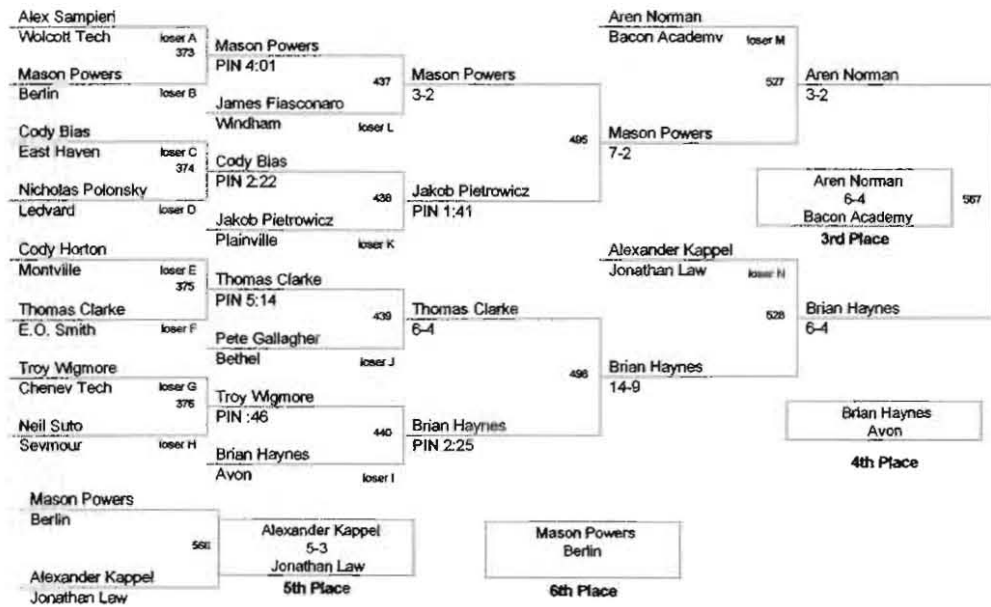 Alex Sampieri
Wolcott Tech
loser A
373
Mason Powers
Berlin
loser B
Cody Bias
East Haven
loser C
374
Nicholas Polonsky
Ledyard
loser D
Cody Horton
Montville
loser E
375
Thomas Clarke
E.O. Smith
loser F
Troy Wigmore
Cheney Tech
loser G
376
Neil Suto
Seymour
loser H
Mason Powers
PIN 4:01
437
James Fiasconaro
Windham
loser L
Cody Bias
PIN 2:22
438
Jakob Pietrowicz
Plainville
loser K
Thomas Clarke
PIN 5:14
439
Pete Gallagher
Bethel
loser J
Troy Wigmore
PIN :46
440
Brian Haynes
Avon
loser I
Mason Powers
3-2
495
Jakob Pietrowicz
PIN 1:41
Thomas Clarke
6-4
496
Brian Haynes
PIN 2:25
Aren Norman
Bacon Academy
loser M
527
Mason Powers
7-2
Alexander Kappel
Jonathan Law
loser N
528
Brian Haynes
14-9
Aren Norman
3-2
Aren Norman
6-4
Bacon Academy
3rd Place
567
Brian Haynes
6-4
Brian Haynes
Avon
4th Place
Mason Powers
Berlin
Alexander Kappel
Jonathan Law
Alexander Kappel
5-3
Jonathan Law
5th Place
Mason Powers
Berlin
6th Place